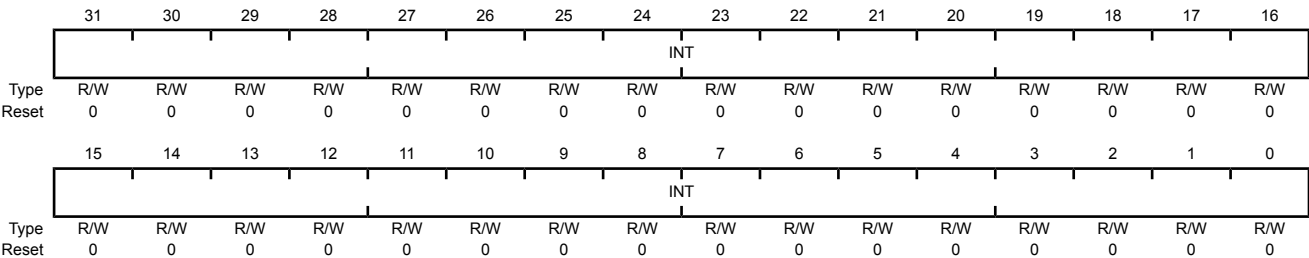 31 30 29 28 27 26 25 24 23 22 21 20 19 18 17 16
INT
Type R/W R/W R/W R/W R/W R/W R/W R/W R/W R/W R/W R/W R/W R/W R/W R/W
Reset 0 0 0 0 0 0 0 0 0 0 0 0 0 0 0 0
15 14 13 12 11 10 9 8 7 6 5 4 3 2 1 0
INT
Type R/W R/W R/W R/W R/W R/W R/W R/W R/W R/W R/W R/W R/W R/W R/W R/W
Reset 0 0 0 0 0 0 0 0 0 0 0 0 0 0 0 0